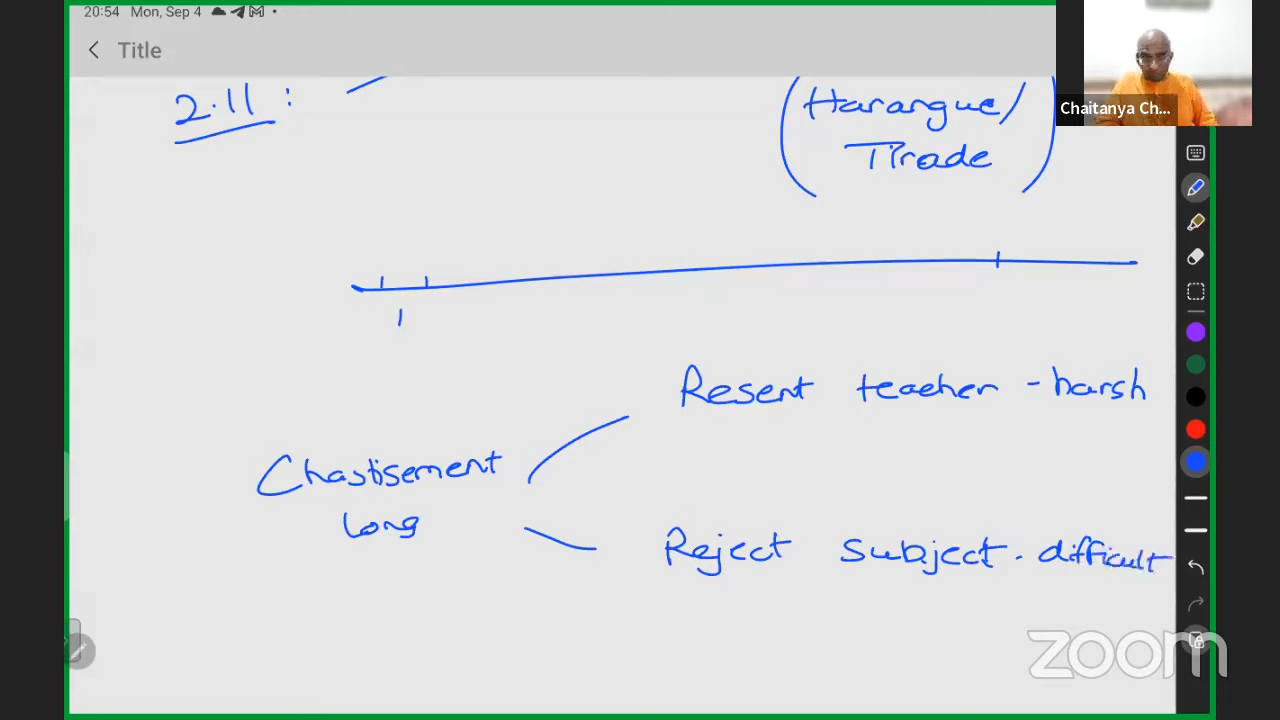 20:54 Mon, Sep 4
Title
2.11 :
(Harangue/
Tirade)
Chaitanya Ch...
1
Resent teacher - harsh
Chastisement
long
Reject subject - difficult
zoom